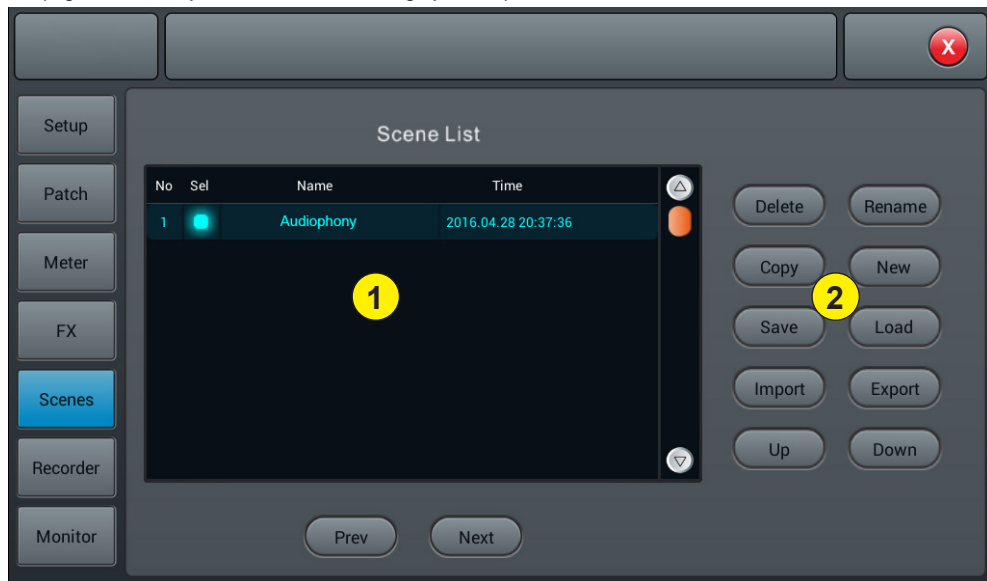 X
Setup
Patch
Meter
FX
Scenes
Recorder
Monitor
Scene List
No Sel Name Time
1 Audiophony 2016.04.28 20:37:36
1
Prev Next
Delete Rename
Copy New
2
Save Load
Import Export
Up Down